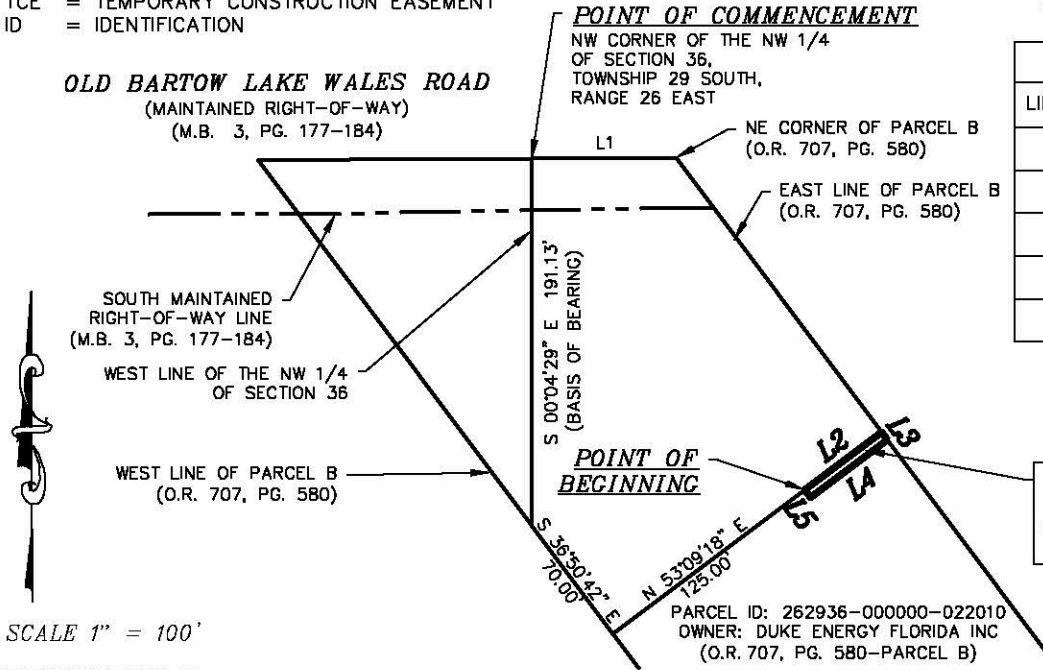 TCE = TEMPORARY CONSTRUCTION EASEMENT
ID = IDENTIFICATION
POINT OF COMMENCEMENT
NW CORNER OF THE NW 1/4
OF SECTION 36,
TOWNSHIP 29 SOUTH,
RANGE 26 EAST
OLD BARTOW LAKE WALES ROAD
(MAINTAINED RIGHT-OF-WAY)
(M.B. 3, PG. 177-184)
L1
NE CORNER OF PARCEL B
(O.R. 707, PG. 580)
EAST LINE OF PARCEL B
(O.R. 707, PG. 580)
SOUTH MAINTAINED
RIGHT-OF-WAY LINE
(M.B. 3, PG. 177-184)
WEST LINE OF THE NW 1/4
OF SECTION 36
S 00°04'29" E 191.13'
(BASIS OF BEARING)
WEST LINE OF PARCEL B
(O.R. 707, PG. 580)
POINT OF
BEGINNING
L2
L3
L4
L5
S 36°50'42" E
70.00'
N 53°09'18" E
125.00'
PARCEL ID: 262936-000000-022010
OWNER: DUKE ENERGY FLORIDA INC
(O.R. 707, PG. 580-PARCEL B)
SCALE 1" = 100'